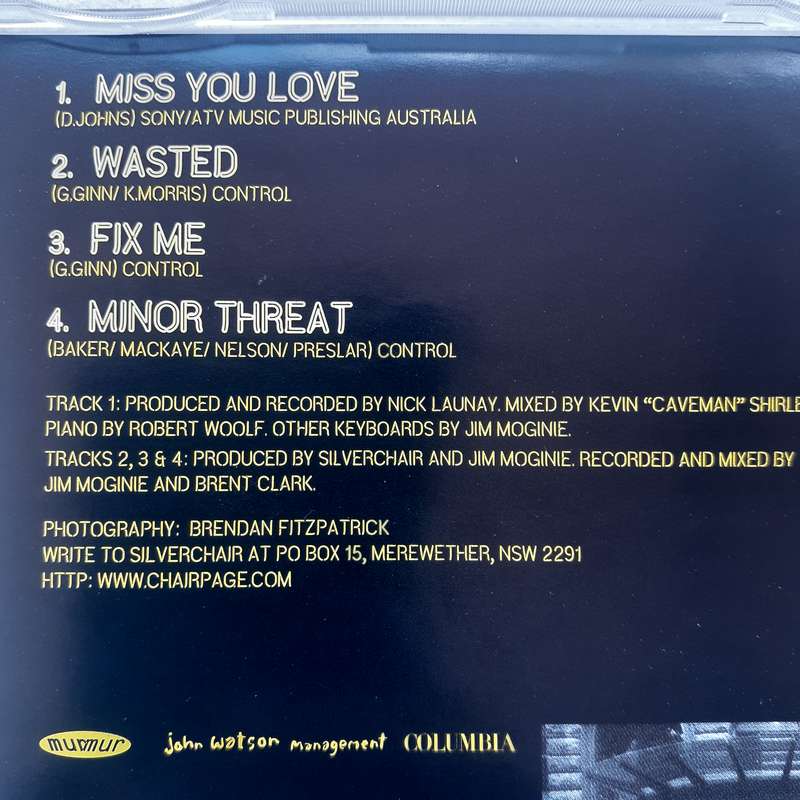 1. MISS YOU LOVE
(D.JOHNS) SONY/ATV MUSIC PUBLISHING AUSTRALIA
2. WASTED
(G.GINN/ K.MORRIS) CONTROL
3. FIX ME
(G.GINN) CONTROL
4. MINOR THREAT
(BAKER/ MACKAYE/ NELSON/ PRESLAR) CONTROL
TRACK 1: PRODUCED AND RECORDED BY NICK LAUNAY. MIXED BY KEVIN "CAVEMAN" SHIRLE
PIANO BY ROBERT WOOLF. OTHER KEYBOARDS BY JIM MOGINIE.
TRACKS 2, 3 & 4: PRODUCED BY SILVERCHAIR AND JIM MOGINIE. RECORDED AND MIXED BY
JIM MOGINIE AND BRENT CLARK.
PHOTOGRAPHY: BRENDAN FITZPATRICK
WRITE TO SILVERCHAIR AT PO BOX 15, MEREWETHER, NSW 2291
HTTP: WWW.CHAIRPAGE.COM
murmur john watson management COLUMBIA